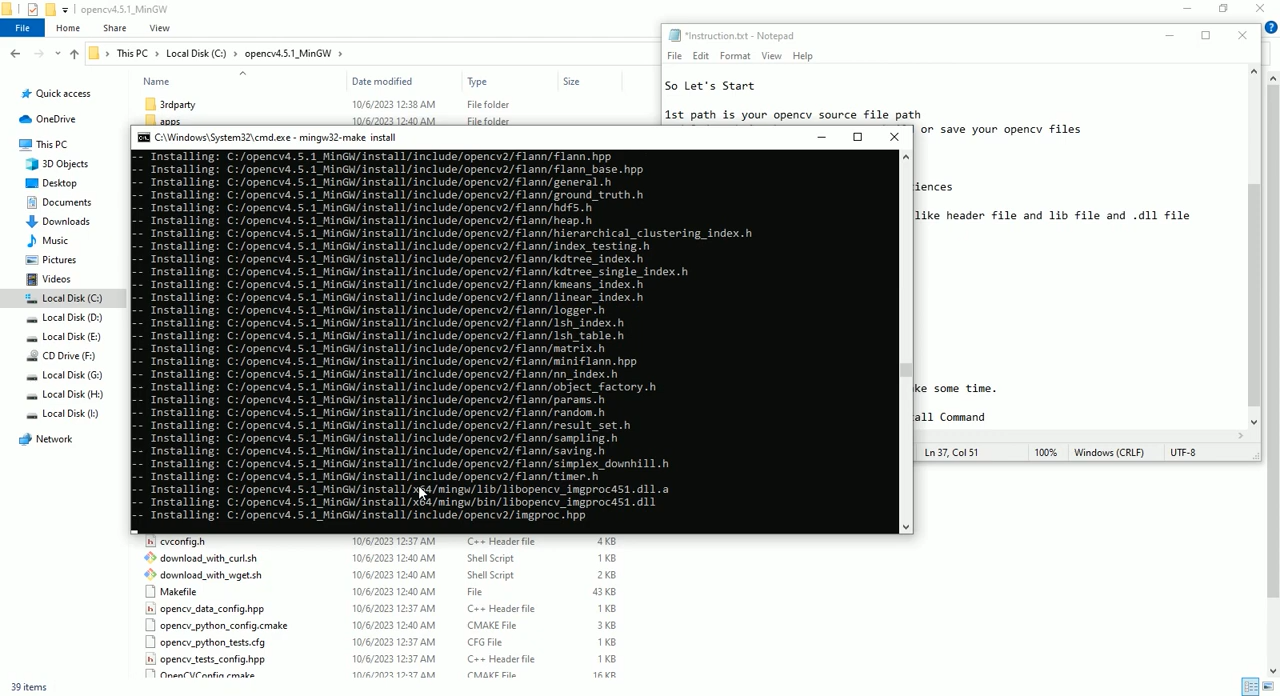 opencv4.5.1_MinGW
File Home Share View
This PC > Local Disk (C:) > opencv4.5.1_MinGW >
Name Date modified Type Size
Quick access
OneDrive
This PC
3D Objects
Desktop
Documents
Downloads
Music
Pictures
Videos
Local Disk (C:)
Local Disk (D:)
Local Disk (E:)
CD Drive (F:)
Local Disk (G:)
Local Disk (H:)
Local Disk (I:)
Network
3rdparty 10/6/2023 12:38 AM File folder
apps 10/6/2023 12:41 AM File folder
*Instruction.txt - Notepad
File Edit Format View Help
So Let's Start
1st path is your opencv source file path
or save your opencv files
iences
like header file and lib file and .dll file
ke some time.
all Command
Ln 37, Col 51 100% Windows (CRLF) UTF-8
C:\Windows\System32\cmd.exe - mingw32-make install
-- Installing: C:/opencv4.5.1_MinGW/install/include/opencv2/flann/flann.hpp
-- Installing: C:/opencv4.5.1_MinGW/install/include/opencv2/flann/flann_base.hpp
-- Installing: C:/opencv4.5.1_MinGW/install/include/opencv2/flann/general.h
-- Installing: C:/opencv4.5.1_MinGW/install/include/opencv2/flann/ground_truth.h
-- Installing: C:/opencv4.5.1_MinGW/install/include/opencv2/flann/hdf5.h
-- Installing: C:/opencv4.5.1_MinGW/install/include/opencv2/flann/heap.h
-- Installing: C:/opencv4.5.1_MinGW/install/include/opencv2/flann/hierarchical_clustering_index.h
-- Installing: C:/opencv4.5.1_MinGW/install/include/opencv2/flann/index_testing.h
-- Installing: C:/opencv4.5.1_MinGW/install/include/opencv2/flann/kdtree_index.h
-- Installing: C:/opencv4.5.1_MinGW/install/include/opencv2/flann/kdtree_single_index.h
-- Installing: C:/opencv4.5.1_MinGW/install/include/opencv2/flann/kmeans_index.h
-- Installing: C:/opencv4.5.1_MinGW/install/include/opencv2/flann/linear_index.h
-- Installing: C:/opencv4.5.1_MinGW/install/include/opencv2/flann/logger.h
-- Installing: C:/opencv4.5.1_MinGW/install/include/opencv2/flann/lsh_index.h
-- Installing: C:/opencv4.5.1_MinGW/install/include/opencv2/flann/lsh_table.h
-- Installing: C:/opencv4.5.1_MinGW/install/include/opencv2/flann/matrix.h
-- Installing: C:/opencv4.5.1_MinGW/install/include/opencv2/flann/miniflann.hpp
-- Installing: C:/opencv4.5.1_MinGW/install/include/opencv2/flann/nn_index.h
-- Installing: C:/opencv4.5.1_MinGW/install/include/opencv2/flann/object_factory.h
-- Installing: C:/opencv4.5.1_MinGW/install/include/opencv2/flann/params.h
-- Installing: C:/opencv4.5.1_MinGW/install/include/opencv2/flann/random.h
-- Installing: C:/opencv4.5.1_MinGW/install/include/opencv2/flann/result_set.h
-- Installing: C:/opencv4.5.1_MinGW/install/include/opencv2/flann/sampling.h
-- Installing: C:/opencv4.5.1_MinGW/install/include/opencv2/flann/saving.h
-- Installing: C:/opencv4.5.1_MinGW/install/include/opencv2/flann/simplex_downhill.h
-- Installing: C:/opencv4.5.1_MinGW/install/include/opencv2/flann/timer.h
-- Installing: C:/opencv4.5.1_MinGW/install/x64/mingw/lib/libopencv_imgproc451.dll.a
-- Installing: C:/opencv4.5.1_MinGW/install/x64/mingw/bin/libopencv_imgproc451.dll
-- Installing: C:/opencv4.5.1_MinGW/install/include/opencv2/imgproc.hpp
cvconfig.h 10/6/2023 12:37 AM C++ Header file 4 KB
download_with_curl.sh 10/6/2023 12:40 AM Shell Script 1 KB
download_with_wget.sh 10/6/2023 12:40 AM Shell Script 2 KB
Makefile 10/6/2023 12:40 AM File 43 KB
opencv_data_config.hpp 10/6/2023 12:37 AM C++ Header file 1 KB
opencv_python_config.cmake 10/6/2023 12:40 AM CMAKE File 3 KB
opencv_python_tests.cfg 10/6/2023 12:37 AM CFG File 1 KB
opencv_tests_config.hpp 10/6/2023 12:37 AM C++ Header file 1 KB
OpenCVConfig.cmake 10/6/2023 12:37 AM CMAKE File 16 KB
39 items